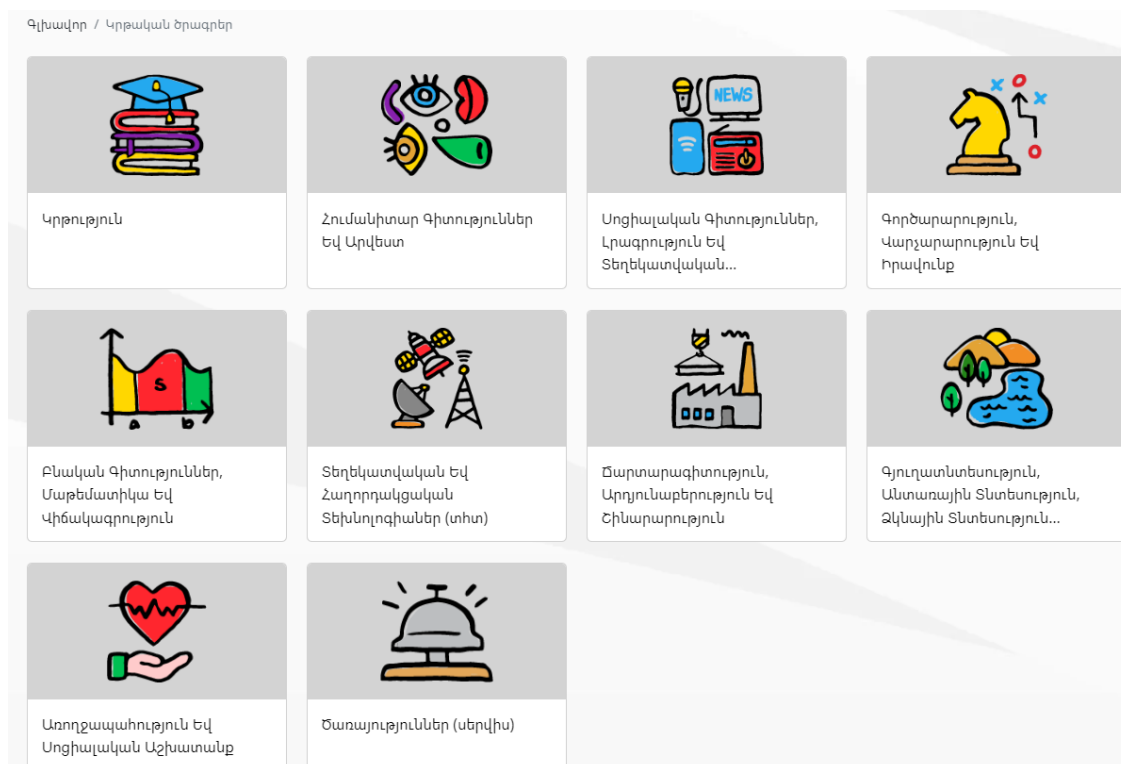 Գլխավոր / Կրթական ծրագրեր
NEWS
Կրթություն
Հումանիտար Գիտություններ
Եվ Արվեստ
Սոցիալական Գիտություններ,
Լրագրություն Եվ
Տեղեկատվական...
Գործարարություն,
Վարչարարություն Եվ
Իրավունք
S
a b
Բնական Գիտություններ,
Մաթեմատիկա Եվ
Վիճակագրություն
Տեղեկատվական Եվ
Հաղորդակցական
Տեխնոլոգիաներ (տհտ)
Ճարտարագիտություն,
Արդյունաբերություն Եվ
Շինարարություն
Գյուղատնտեսություն,
Անտառային Տնտեսություն,
Ձկնային Տնտեսություն...
Առողջապահություն Եվ
Սոցիալական Աշխատանք
Ծառայություններ (սերվիս)